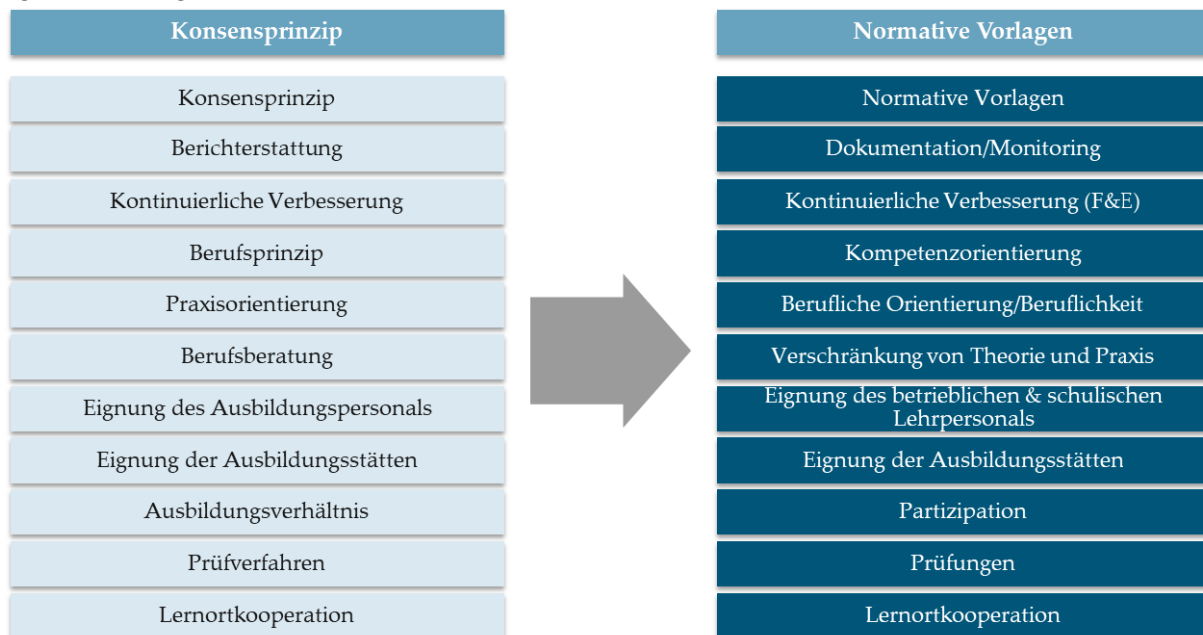 Konsensprinzip
Konsensprinzip
Berichterstattung
Kontinuierliche Verbesserung
Berufsprinzip
Praxisorientierung
Berufsberatung
Eignung des Ausbildungspersonals
Eignung der Ausbildungsstätten
Ausbildungsverhältnis
Prüfverfahren
Lernortkooperation
Normative Vorlagen
Normative Vorlagen
Dokumentation/Monitoring
Kontinuierliche Verbesserung (F&E)
Kompetenzorientierung
Berufliche Orientierung/Beruflichkeit
Verschränkung von Theorie und Praxis
Eignung des betrieblichen & schulischen
Lehrpersonals
Eignung der Ausbildungsstätten
Partizipation
Prüfungen
Lernortkooperation